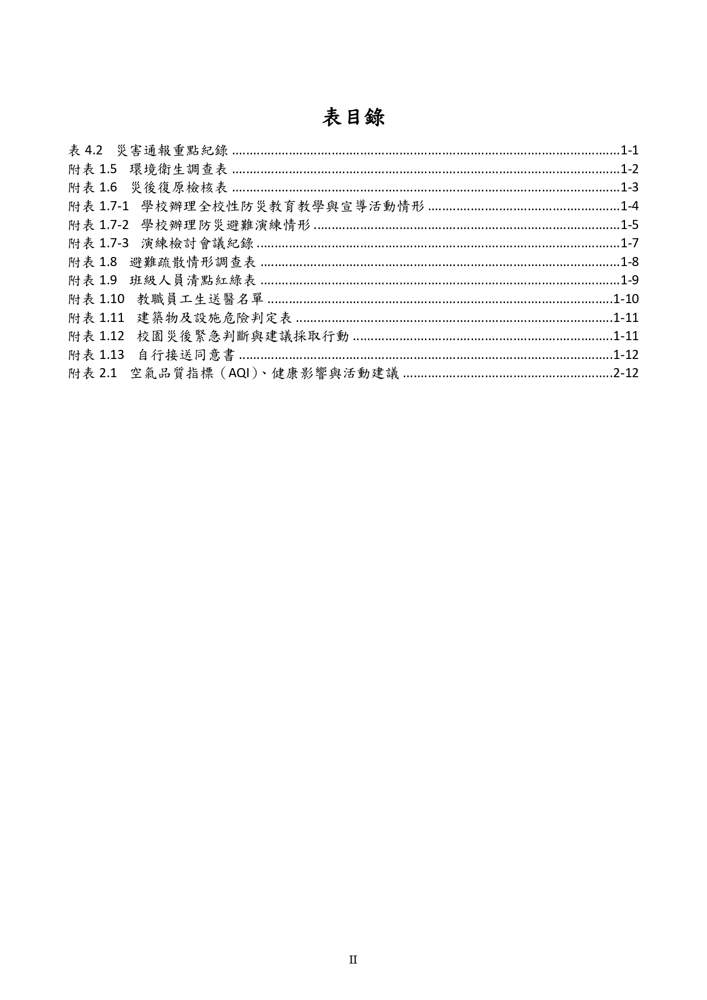 表目錄
表 4.2 災害通報重點紀錄 ........................................ 1-1
附表 1.5 環境衛生調查表 ........................................ 1-2
附表 1.6 災後復原檢核表 ........................................ 1-3
附表 1.7-1 學校辦理全校性防災教育教學與宣導活動情形 ........................................ 1-4
附表 1.7-2 學校辦理防災避難演練情形 ........................................ 1-5
附表 1.7-3 演練檢討會議紀錄 ........................................ 1-7
附表 1.8 避難疏散情形調查表 ........................................ 1-8
附表 1.9 班級人員清點紅綠表 ........................................ 1-9
附表 1.10 教職員工生送醫名單 ........................................ 1-10
附表 1.11 建築物及設施危險判定表 ........................................ 1-11
附表 1.12 校園災後緊急判斷與建議採取行動 ........................................ 1-11
附表 1.13 自行接送同意書 ........................................ 1-12
附表 2.1 空氣品質指標（AQI）、健康影響與活動建議 ........................................ 2-12
II